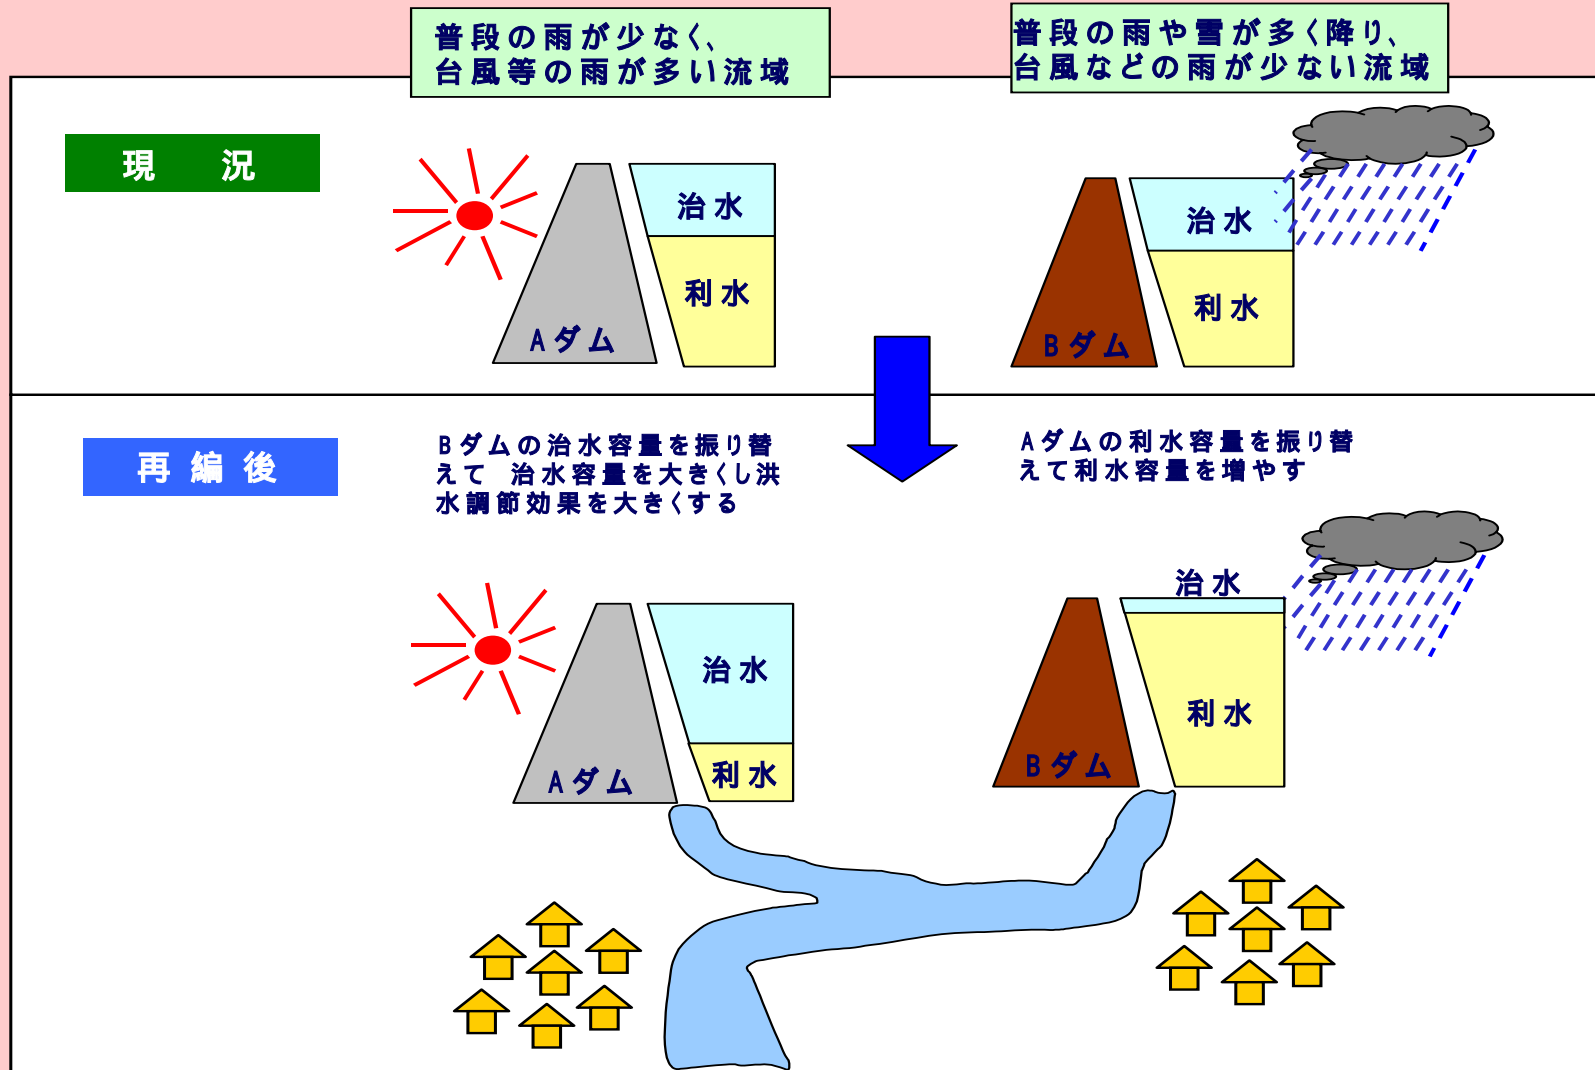 普段の雨が少なく、
台風等の雨が多い流域
普段の雨や雪が多く降り、
台風などの雨が少ない流域
現 況
治水
利水
Aダム
治水
利水
Bダム
再編後
Bダムの治水容量を振り替
えて 治水容量を大きくし洪
水調節効果を大きくする
Aダムの利水容量を振り替
えて利水容量を増やす
治水
利水
Aダム
治水
利水
Bダム